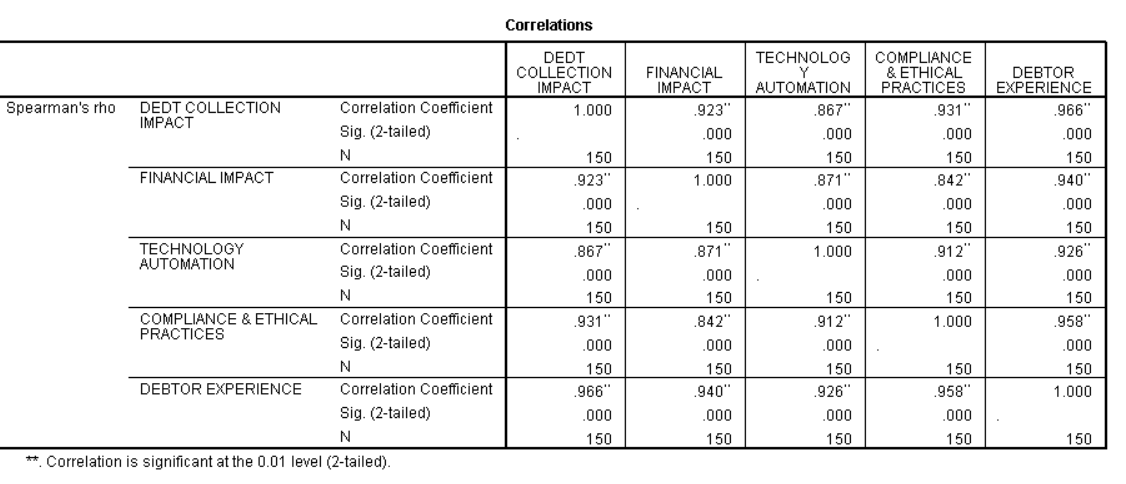 Correlations
DEDT COLLECTION IMPACT FINANCIAL IMPACT TECHNOLOG Y AUTOMATION COMPLIANCE & ETHICAL PRACTICES DEBTOR EXPERIENCE
Spearman's rho DEDT COLLECTION IMPACT Correlation Coefficient 1.000 .923** .867** .931** .966**
Sig. (2-tailed) . .000 .000 .000 .000
N 150 150 150 150 150
FINANCIAL IMPACT Correlation Coefficient .923** 1.000 .871** .842** .940**
Sig. (2-tailed) .000 . .000 .000 .000
N 150 150 150 150 150
TECHNOLOGY AUTOMATION Correlation Coefficient .867** .871** 1.000 .912** .926**
Sig. (2-tailed) .000 .000 . .000 .000
N 150 150 150 150 150
COMPLIANCE & ETHICAL PRACTICES Correlation Coefficient .931** .842** .912** 1.000 .958**
Sig. (2-tailed) .000 .000 .000 . .000
N 150 150 150 150 150
DEBTOR EXPERIENCE Correlation Coefficient .966** .940** .926** .958** 1.000
Sig. (2-tailed) .000 .000 .000 .000 .
N 150 150 150 150 150
**. Correlation is significant at the 0.01 level (2-tailed).